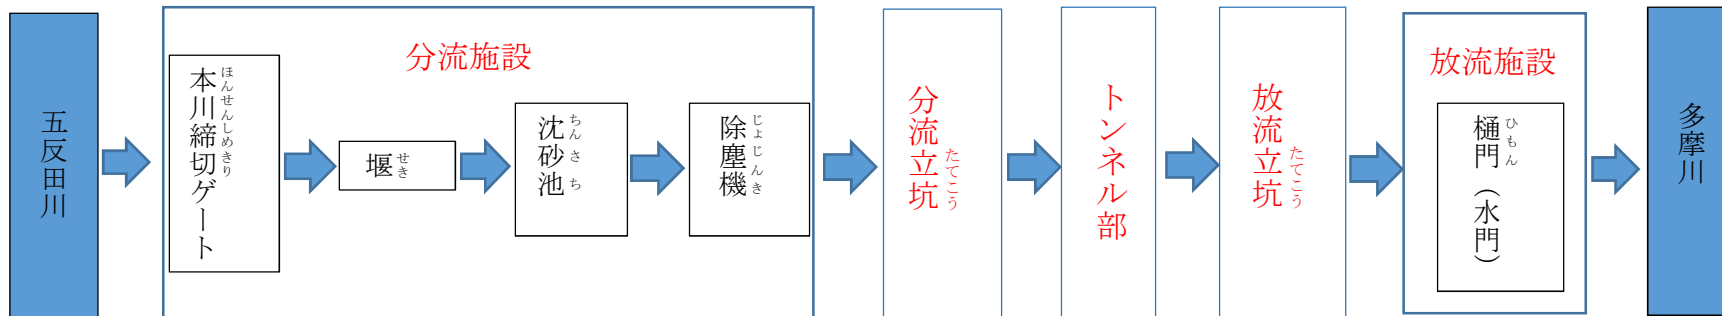 五反田川
分流施設
本川締切ゲート
ほんせんしめきり
堰
せき
沈砂池
ちんさち
除塵機
じょじんき
分流立坑
たてこう
トンネル部
放流立坑
たてこう
放流施設
樋門（水門）
ひもん
多摩川